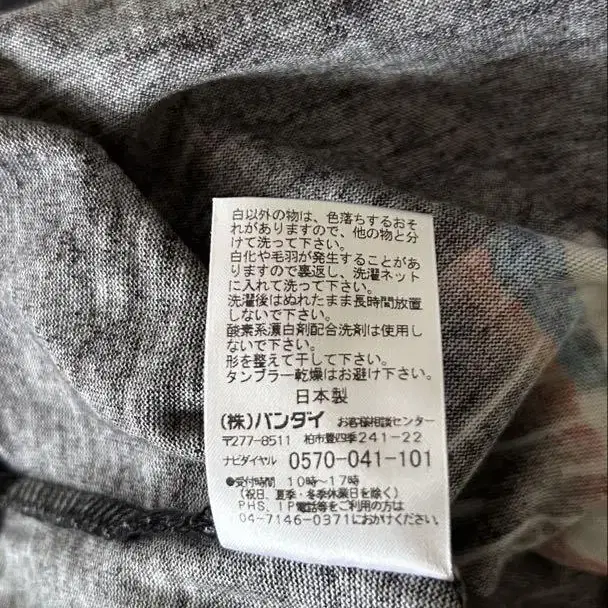 白以外の物は、色落ちするおそ
れがありますので、他の物と分
けて洗って下さい。
白化や毛羽が発生することがあ
りますので裏返し、洗濯ネット
に入れて洗って下さい。
洗濯後はぬれたまま長時間放置
しないで下さい。
酸素系漂白剤配合洗剤は使用し
ないで下さい。
形を整えて干して下さい。
タンブラー乾燥はお避け下さい。
日本製
(株)バンダイ お客様相談センター
〒277-8511 柏市豊四季241-22
ナビダイヤル 0570-041-101
●受付時間 10時～17時
(祝日、夏季・冬季休業日を除く)
PHS、IP電話等をご利用の方は
04-7146-0371におかけください。